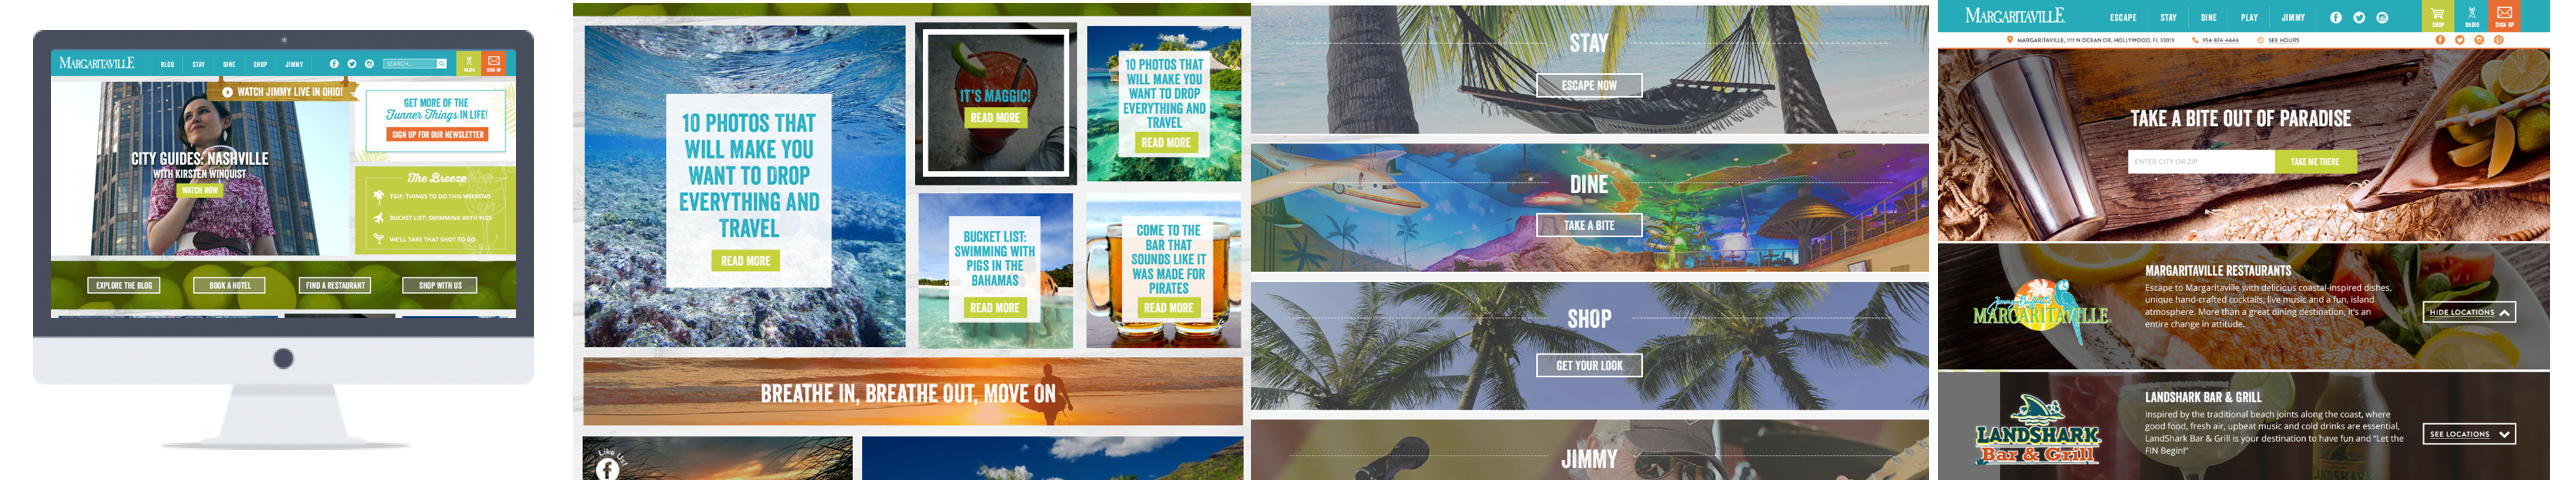 MARGARITAVILLE
BLOG STAY DINE SHOP JIMMY
SEARCH...
RADIO
SIGN UP
WATCH JIMMY LIVE IN OHIO!
CITY GUIDES: NASHVILLE
WITH KIRSTEN WINQUIST
WATCH NOW
GET MORE OF THE
Funner Things IN LIFE!
SIGN UP FOR OUR NEWSLETTER
The Breeze
TGIF: THINGS TO DO THIS WEEKEND
BUCKET LIST: SWIMMING WITH PIGS
WE'LL TAKE THAT SHOT TO GO
EXPLORE THE BLOG
BOOK A HOTEL
FIND A RESTAURANT
SHOP WITH US
10 PHOTOS THAT
WILL MAKE YOU
WANT TO DROP
EVERYTHING AND
TRAVEL
READ MORE
IT'S MAGGIC!
READ MORE
10 PHOTOS THAT
WILL MAKE YOU
WANT TO DROP
EVERYTHING AND
TRAVEL
READ MORE
BUCKET LIST:
SWIMMING WITH
PIGS IN THE
BAHAMAS
READ MORE
COME TO THE
BAR THAT
SOUNDS LIKE IT
WAS MADE FOR
PIRATES
READ MORE
BREATHE IN, BREATHE OUT, MOVE ON
Like Us!
STAY
ESCAPE NOW
DINE
TAKE A BITE
SHOP
GET YOUR LOOK
JIMMY
MARGARITAVILLE
ESCAPE STAY DINE PLAY JIMMY
SHOP
RADIO
SIGN UP
MARGARITAVILLE, 1111 N OCEAN DR, HOLLYWOOD, FL 33019
954-874-4444
SEE HOURS
TAKE A BITE OUT OF PARADISE
ENTER CITY OR ZIP
TAKE ME THERE
Jimmy Buffett's
MARGARITAVILLE
MARGARITAVILLE RESTAURANTS
Escape to Margaritaville with delicious coastal-inspired dishes,
unique hand-crafted cocktails, live music and a fun, island
atmosphere. More than a great dining destination, it's an
entire change in attitude.
HIDE LOCATIONS
LANDSHARK
Bar & Grill
LANDSHARK BAR & GRILL
Inspired by the traditional beach joints along the coast, where
good food, fresh air, upbeat music and cold drinks are essential,
LandShark Bar & Grill is your destination to have fun and "Let the
FIN Begin!"
SEE LOCATIONS